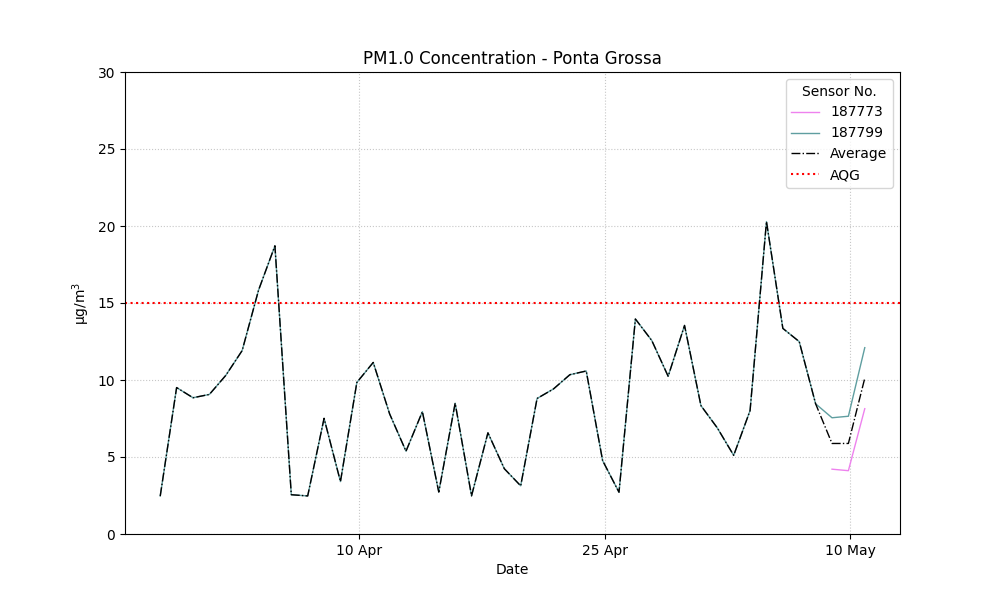 PM1.0 Concentration - Ponta Grossa
30
25
20
15
10
5
0
µg/m³
Sensor No.
187773
187799
Average
AQG
10 Apr
25 Apr
10 May
Date